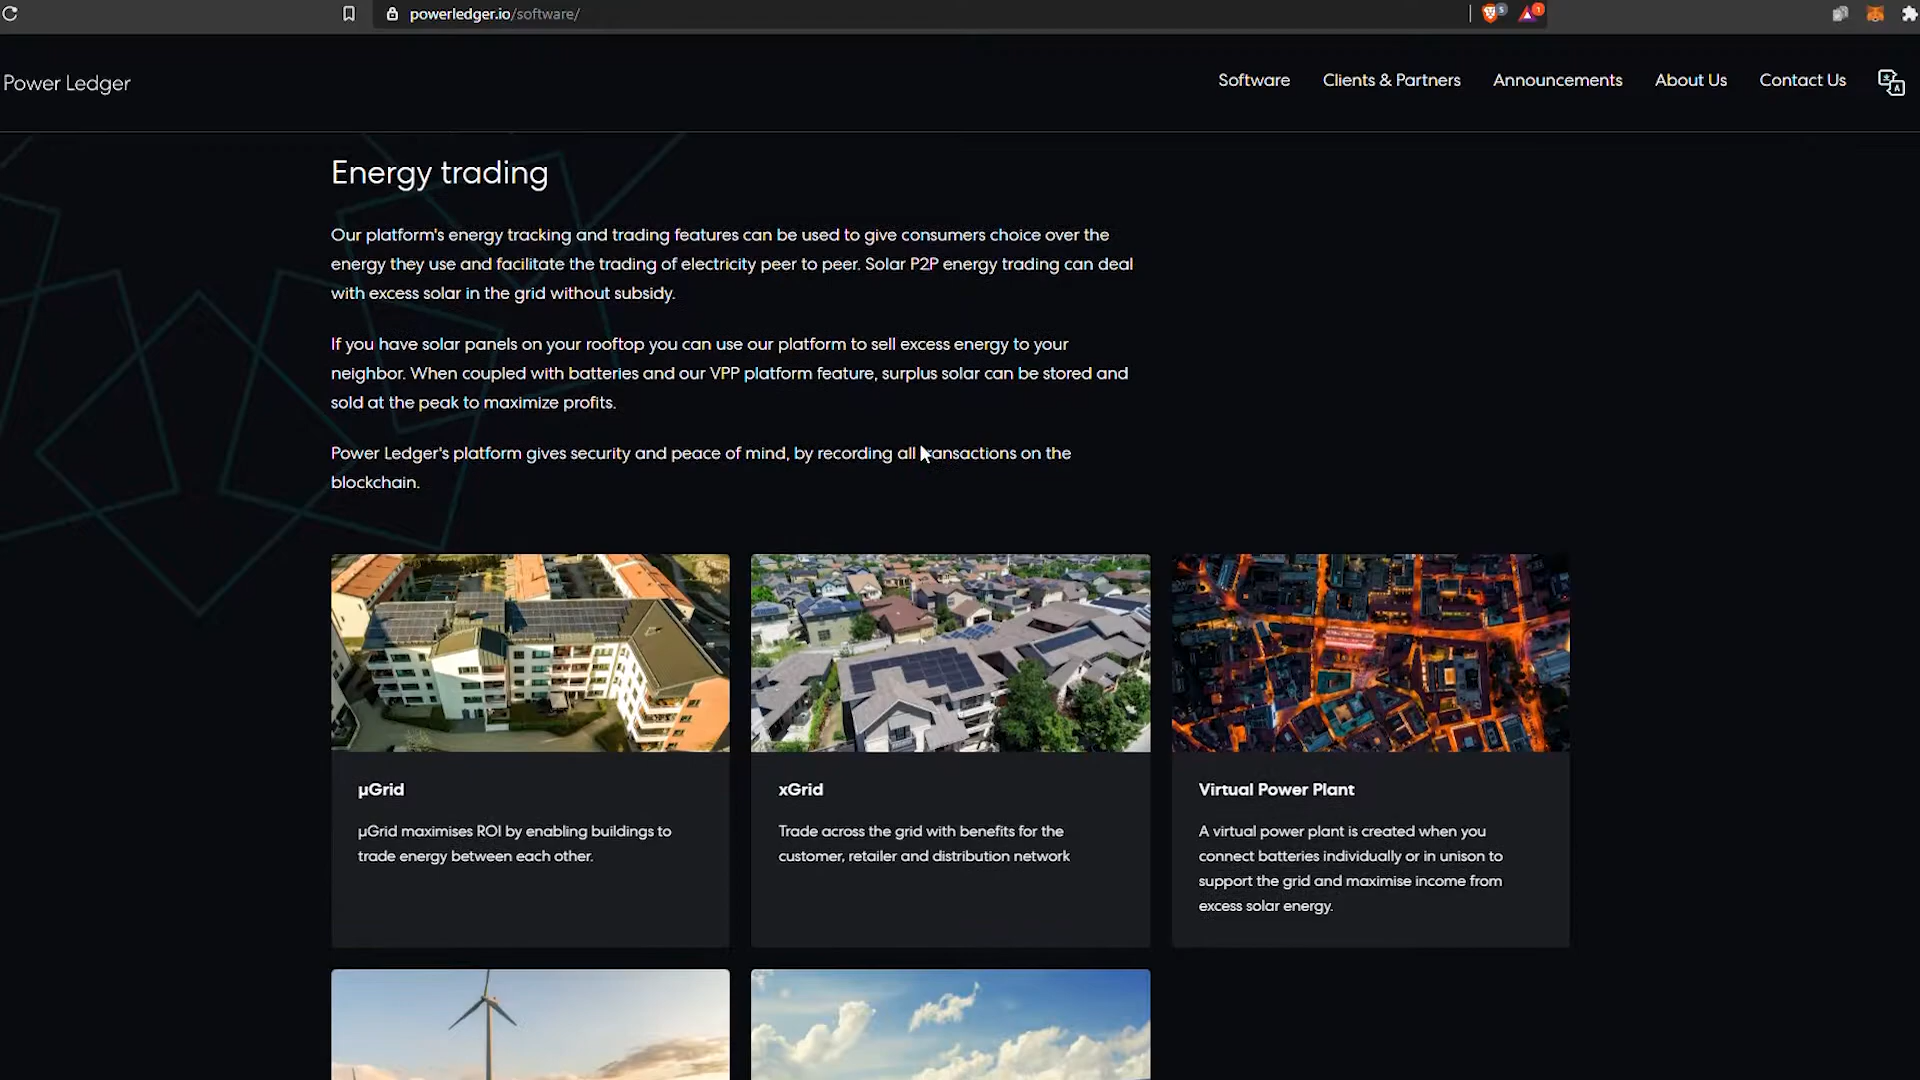 powerledger.io/software/
5
1
Power Ledger
Software
Clients & Partners
Announcements
About Us
Contact Us
A
Energy trading
Our platform's energy tracking and trading features can be used to give consumers choice over the
energy they use and facilitate the trading of electricity peer to peer. Solar P2P energy trading can deal
with excess solar in the grid without subsidy.
If you have solar panels on your rooftop you can use our platform to sell excess energy to your
neighbor. When coupled with batteries and our VPP platform feature, surplus solar can be stored and
sold at the peak to maximize profits.
Power Ledger's platform gives security and peace of mind, by recording all transactions on the
blockchain.
µGrid
µGrid maximises ROI by enabling buildings to
trade energy between each other.
xGrid
Trade across the grid with benefits for the
customer, retailer and distribution network
Virtual Power Plant
A virtual power plant is created when you
connect batteries individually or in unison to
support the grid and maximise income from
excess solar energy.